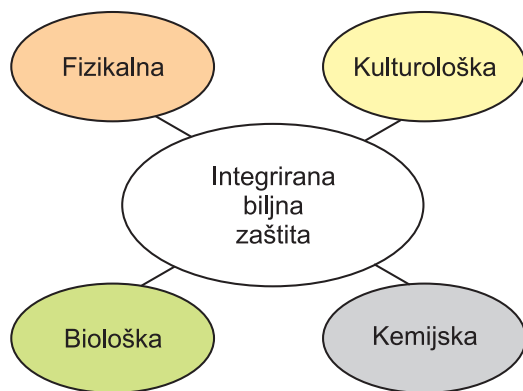 Fizikalna
Kulturološka
Integrirana
biljna
zaštita
Biološka
Kemijska